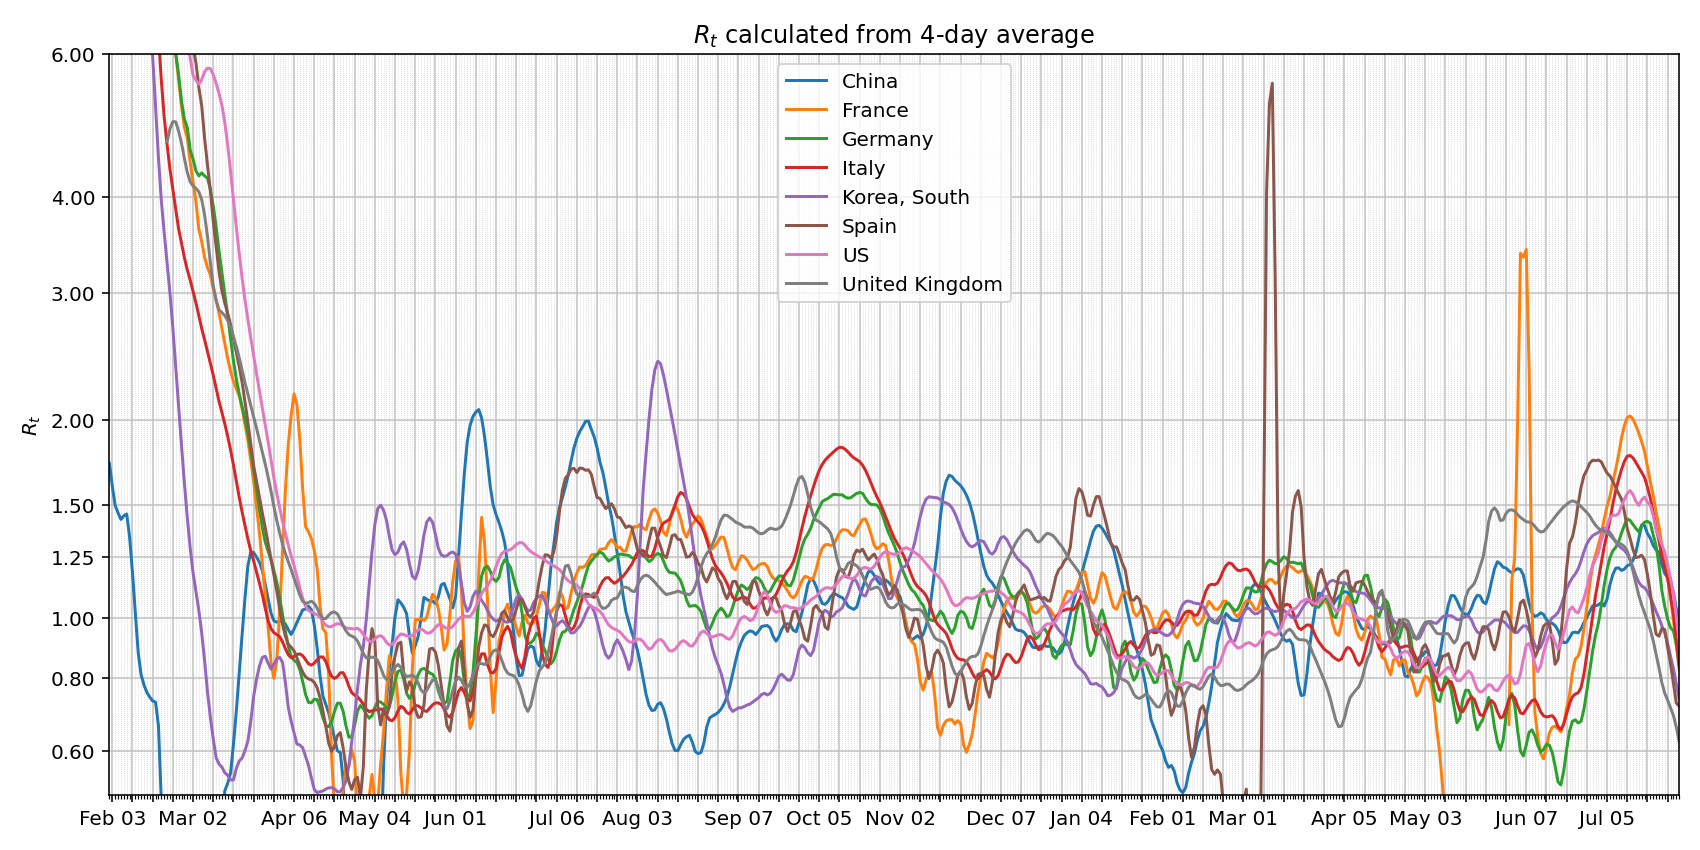 R_t calculated from 4-day average
6.00
4.00
3.00
2.00
1.50
1.25
1.00
0.80
0.60
R_t
China
France
Germany
Italy
Korea, South
Spain
US
United Kingdom
Feb 03 Mar 02 Apr 06 May 04 Jun 01 Jul 06 Aug 03 Sep 07 Oct 05 Nov 02 Dec 07 Jan 04 Feb 01 Mar 01 Apr 05 May 03 Jun 07 Jul 05